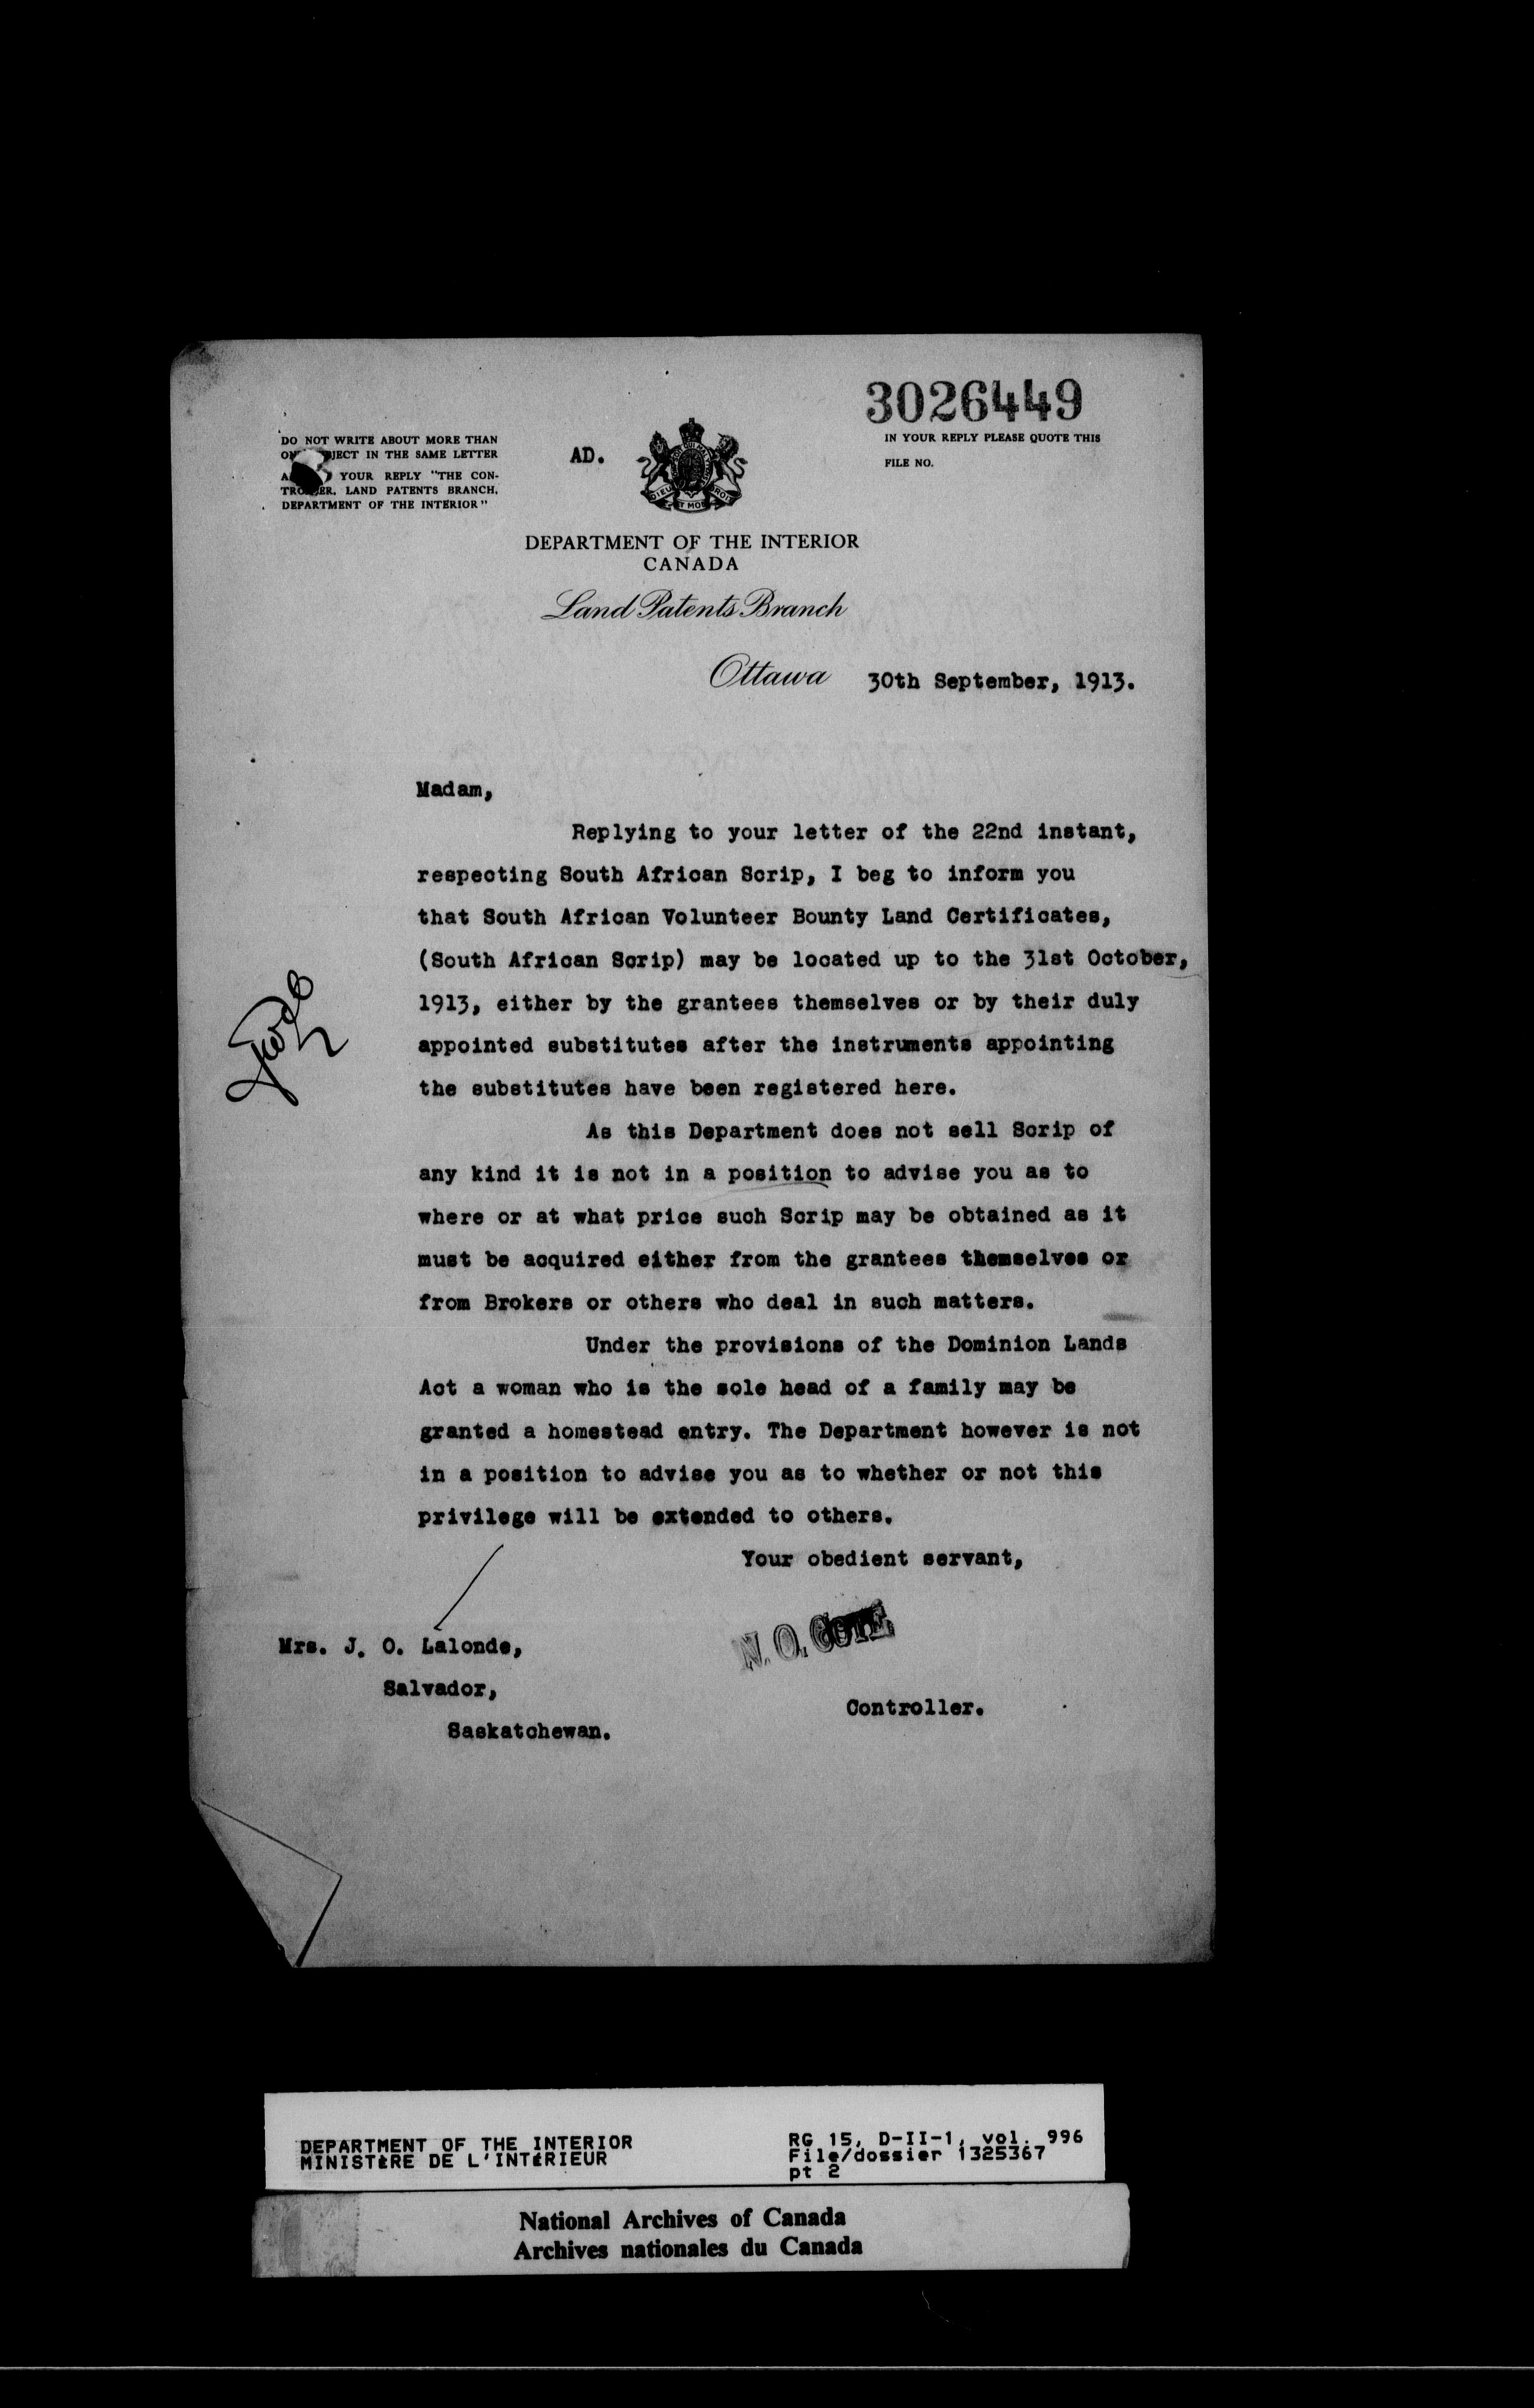 3026449
DO NOT WRITE ABOUT MORE THAN
JECT IN THE SAME LETTER
YOUR REPLY "THE CON-
ER, LAND PATENTS BRANCH,
DEPARTMENT OF THE INTERIOR"
AD.
IN YOUR REPLY PLEASE QUOTE THIS
FILE NO.
DEPARTMENT OF THE INTERIOR
CANADA
Land Patents Branch
Ottawa 30th September, 1913.
Madam,
Replying to your letter of the 22nd instant,
respecting South African Scrip, I beg to inform you
that South African Volunteer Bounty Land Certificates,
(South African Scrip) may be located up to the 31st October,
1913, either by the grantees themselves or by their duly
appointed substitutes after the instruments appointing
the substitutes have been registered here.
As this Department does not sell Scrip of
any kind it is not in a position to advise you as to
where or at what price such Scrip may be obtained as it
must be acquired either from the grantees themselves or
from Brokers or others who deal in such matters.
Under the provisions of the Dominion Lands
Act a woman who is the sole head of a family may be
granted a homestead entry. The Department however is not
in a position to advise you as to whether or not this
privilege will be extended to others.
Your obedient servant,
N. O. COTE
Controller.
Mrs. J. O. Lalonde,
Salvador,
Saskatchewan.
DEPARTMENT OF THE INTERIOR
MINISTÈRE DE L'INTÉRIEUR
RG 15, D-II-1, vol. 996
File/dossier 1325367
pt 2
National Archives of Canada
Archives nationales du Canada